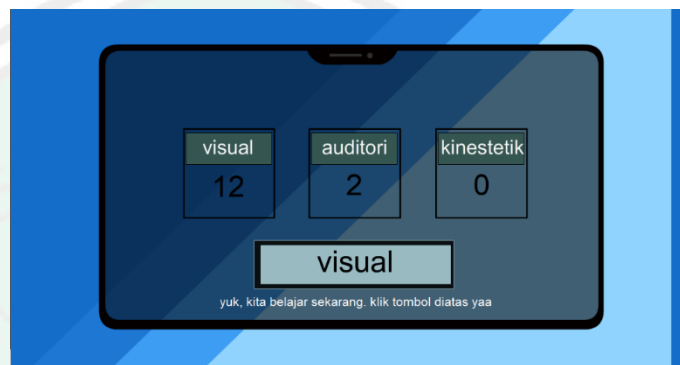 visual auditori kinestetik
12 2 0
visual
yuk, kita belajar sekarang. klik tombol diatas yaa